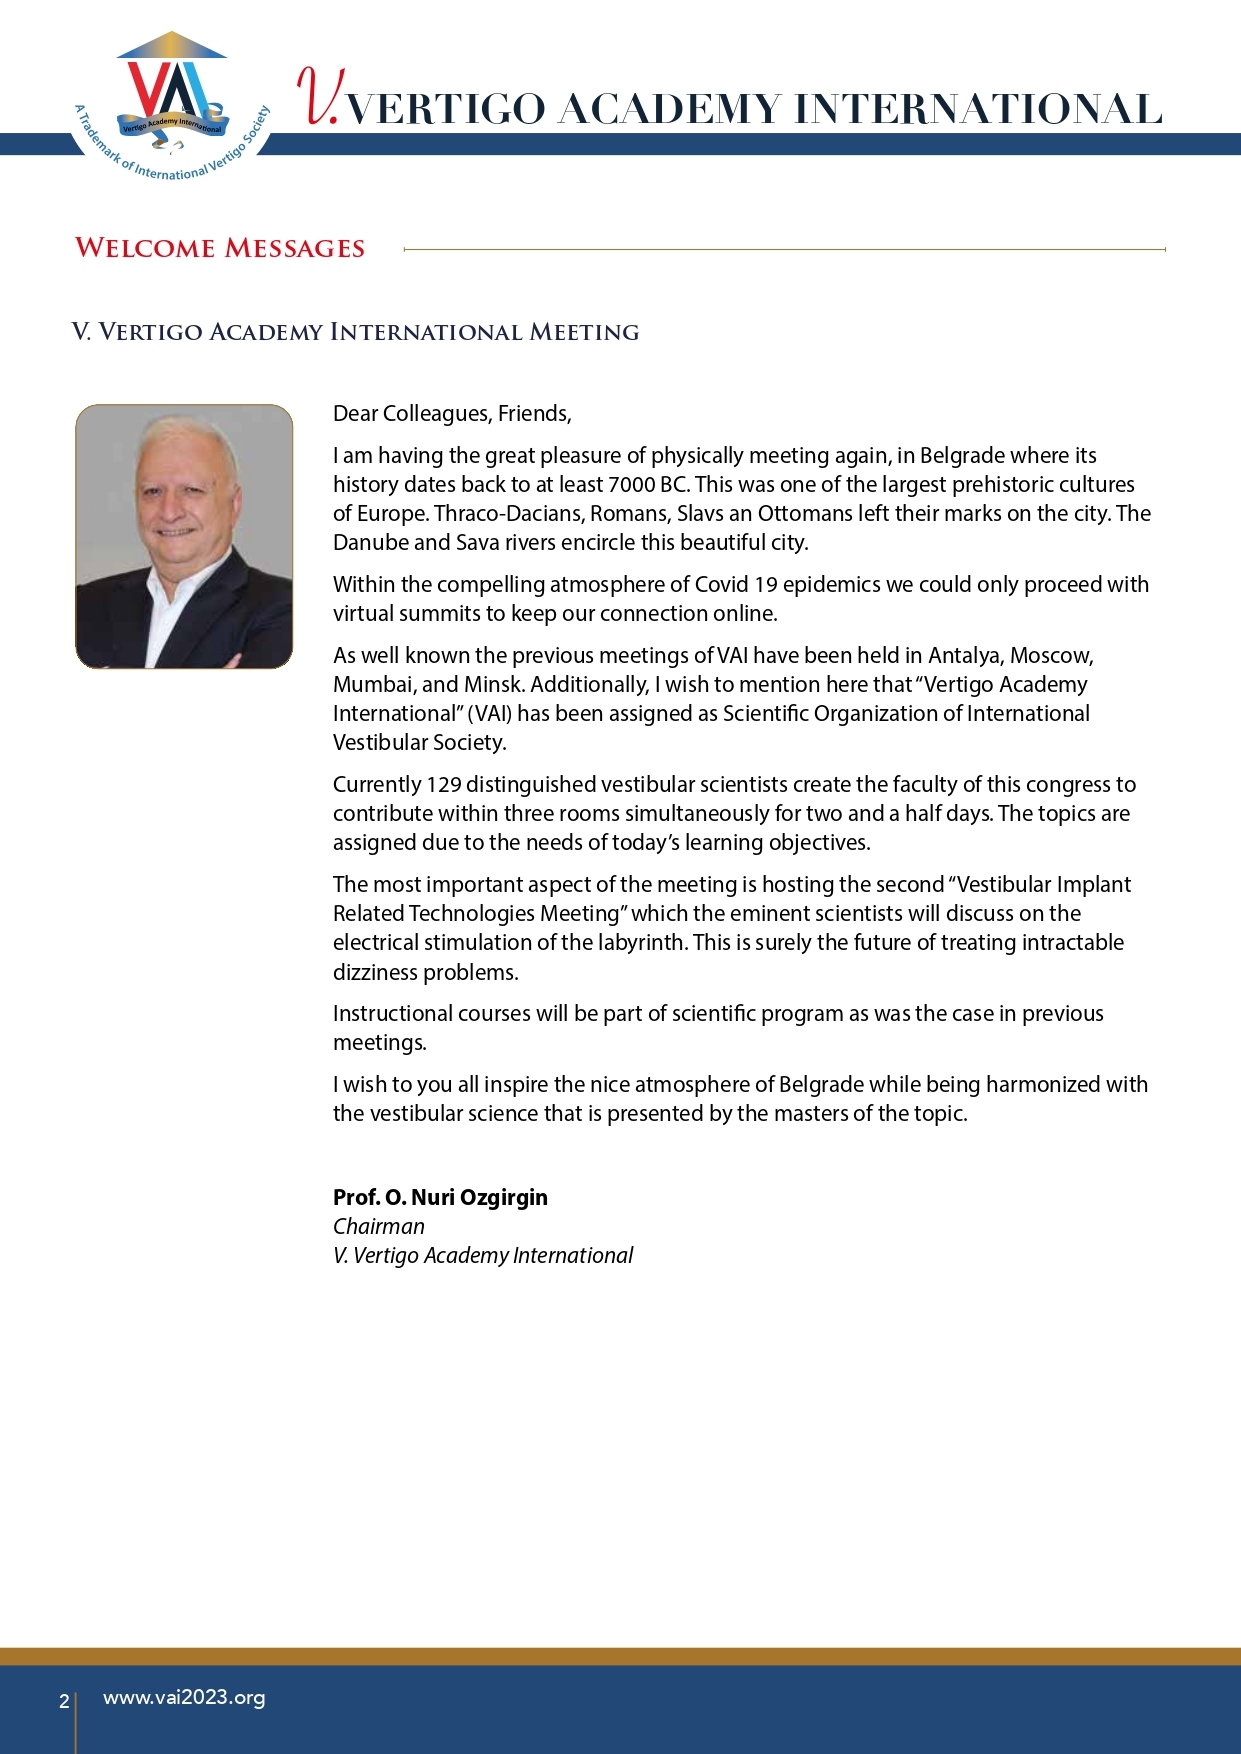 VAI
Vertigo Academy International
A Trademark of International Vertigo Society
V. VERTIGO ACADEMY INTERNATIONAL
Welcome Messages
V. Vertigo Academy International Meeting
Dear Colleagues, Friends,
I am having the great pleasure of physically meeting again, in Belgrade where its
history dates back to at least 7000 BC. This was one of the largest prehistoric cultures
of Europe. Thraco-Dacians, Romans, Slavs an Ottomans left their marks on the city. The
Danube and Sava rivers encircle this beautiful city.
Within the compelling atmosphere of Covid 19 epidemics we could only proceed with
virtual summits to keep our connection online.
As well known the previous meetings of VAI have been held in Antalya, Moscow,
Mumbai, and Minsk. Additionally, I wish to mention here that “Vertigo Academy
International” (VAI) has been assigned as Scientific Organization of International
Vestibular Society.
Currently 129 distinguished vestibular scientists create the faculty of this congress to
contribute within three rooms simultaneously for two and a half days. The topics are
assigned due to the needs of today’s learning objectives.
The most important aspect of the meeting is hosting the second “Vestibular Implant
Related Technologies Meeting” which the eminent scientists will discuss on the
electrical stimulation of the labyrinth. This is surely the future of treating intractable
dizziness problems.
Instructional courses will be part of scientific program as was the case in previous
meetings.
I wish to you all inspire the nice atmosphere of Belgrade while being harmonized with
the vestibular science that is presented by the masters of the topic.
Prof. O. Nuri Ozgirgin
Chairman
V. Vertigo Academy International
2
www.vai2023.org